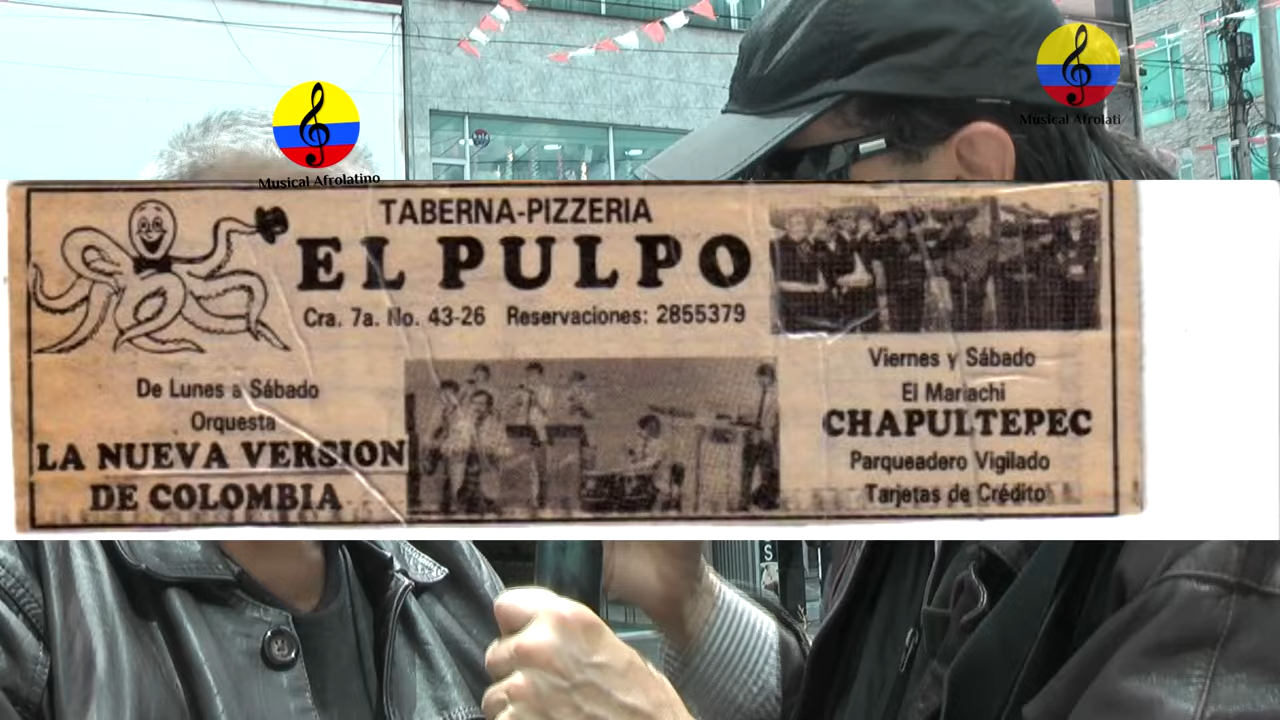 Musical Afrolatino
Musical Afrolati
TABERNA-PIZZERIA
EL PULPO
Cra. 7a. No. 43-26 Reservaciones: 2855379
De Lunes a Sábado
Orquesta
LA NUEVA VERSION
DE COLOMBIA
Viernes y Sábado
El Mariachi
CHAPULTEPEC
Parqueadero Vigilado
Tarjetas de Crédito
S